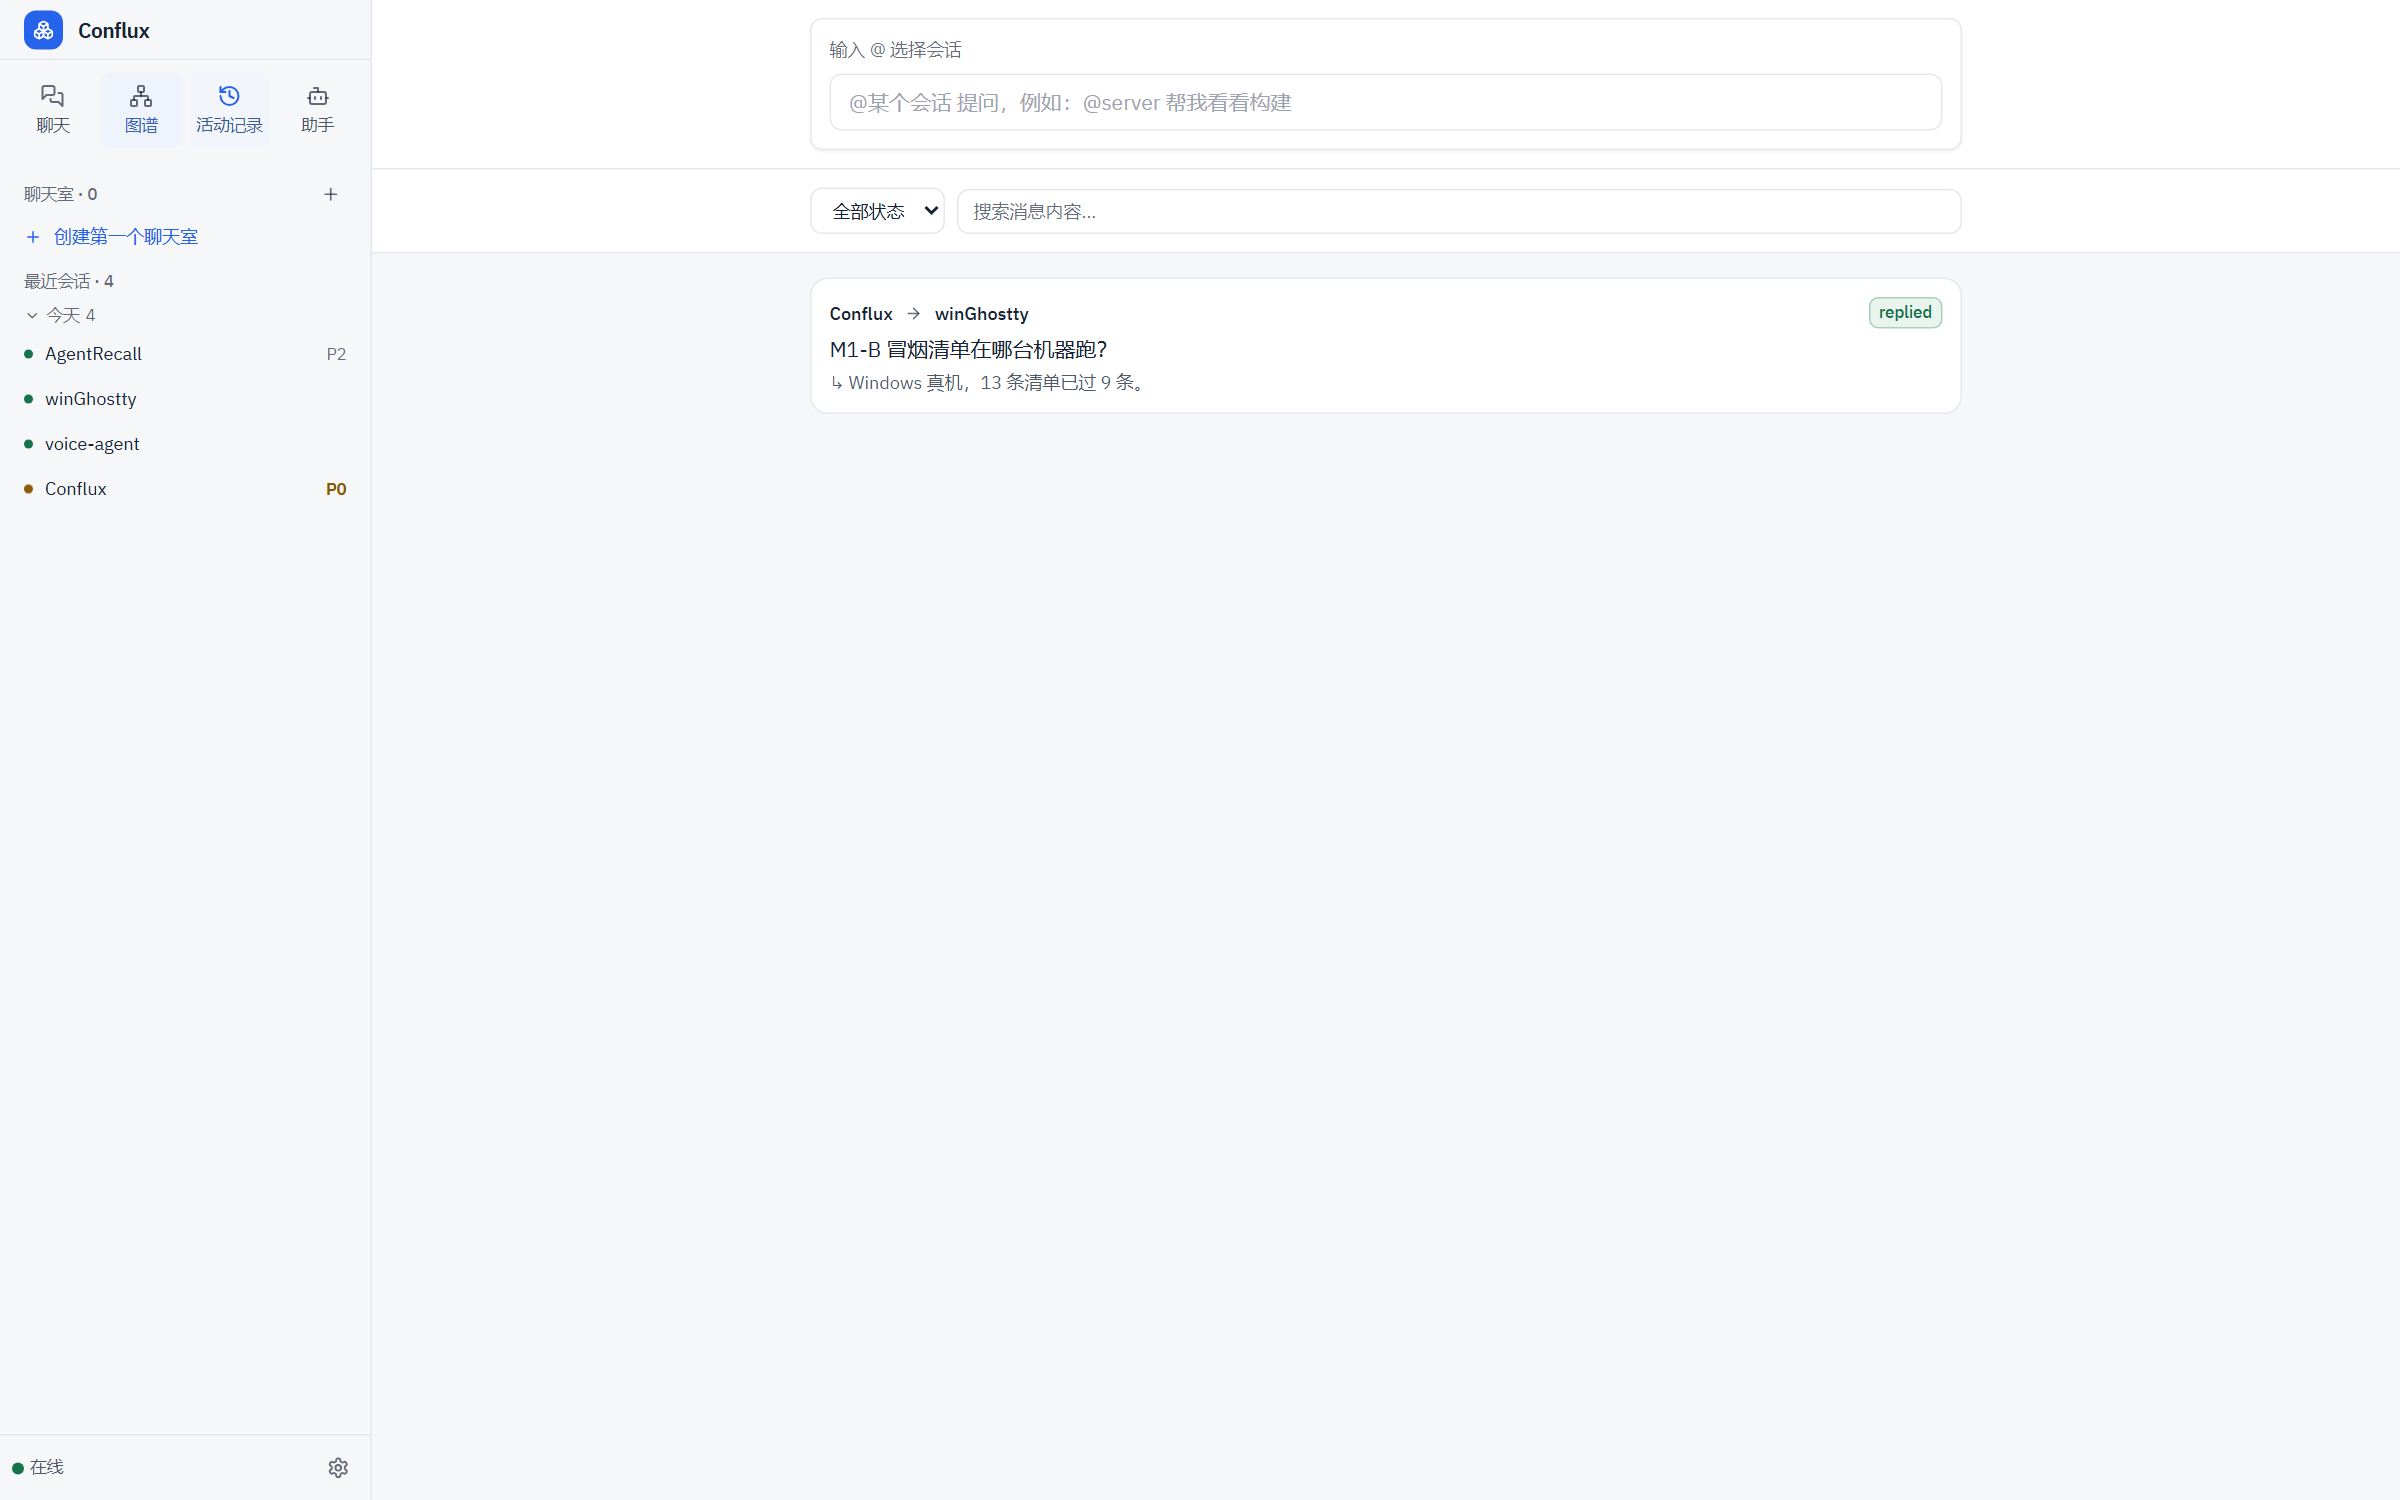 Conflux
聊天
图谱
活动记录
助手
聊天室 · 0
创建第一个聊天室
最近会话 · 4
今天 4
AgentRecall P2
winGhostty
voice-agent
Conflux P0
在线
输入 @ 选择会话
@某个会话 提问，例如：@server 帮我看看构建
全部状态
搜索消息内容...
Conflux → winGhostty replied
M1-B 冒烟清单在哪台机器跑？
↳ Windows 真机，13 条清单已过 9 条。